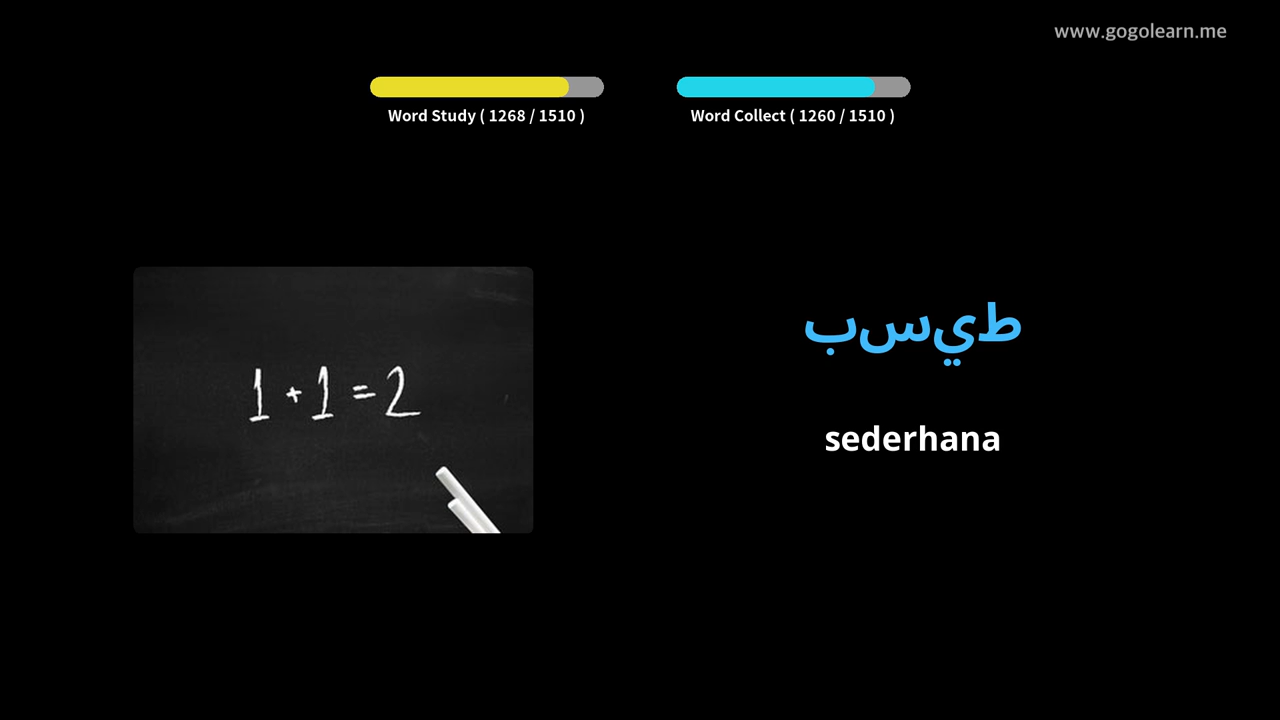 www.gogolearn.me
Word Study ( 1268 / 1510 )
Word Collect ( 1260 / 1510 )
1 + 1 = 2
بسيط
sederhana